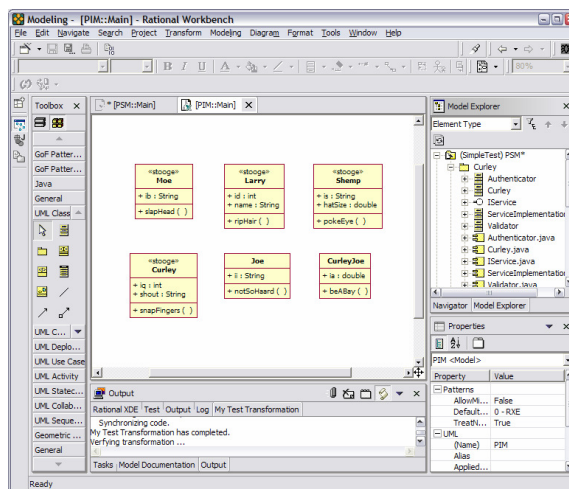 Modeling - [PIM::Main] - Rational Workbench
File Edit Navigate Search Project Transform Modeling Diagram Format Tools Window Help
80%
Toolbox
GoF Patter...
GoF Patter...
Java
General
UML Class
UML C...
UML Deplo...
UML Use Case
UML Activity
UML Statec...
UML Collab...
UML Seque...
Geometric ...
General
* [PSM::Main] [PIM::Main]
«stooge»
Moe
+ ib : String
+ slapHead ( )
«stooge»
Larry
+ id : int
+ name : String
+ ripHair ( )
«stooge»
Shemp
+ is : String
+ hatSize : double
+ pokeEye ( )
«stooge»
Curley
+ iq : int
+ shout : String
+ snapFingers ( )
Joe
+ ii : String
+ notSoHaard ( )
CurleyJoe
+ ia : double
+ beABay ( )
Output
Rational XDE Test Output Log My Test Transformation
Synchronizing code.
My Test Transformation has completed.
Verfying transformation ...
Tasks Model Documentation Output
Model Explorer
Element Type
(SimpleTest) PSM*
Curley
Authenticator
Curley
IService
ServiceImplementatio
Validator
Authenticator.java
Curley.java
IService.java
ServiceImplementatio
Validator.java
Navigator Model Explorer
Properties
PIM <Model>
Property Value
Patterns
AllowMi... False
Default... 0 - RXE
TreatN... True
UML
(Name) PIM
Alias
Applied...
Ready